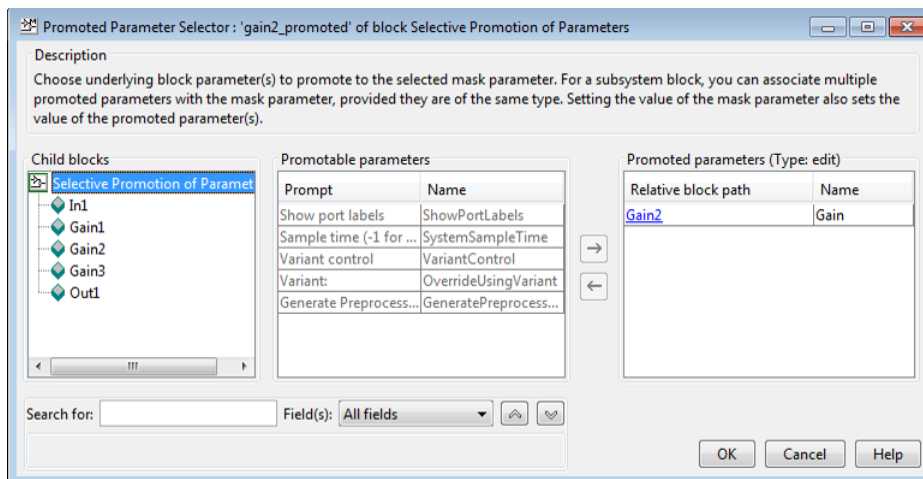 Promoted Parameter Selector : 'gain2_promoted' of block Selective Promotion of Parameters
Description
Choose underlying block parameter(s) to promote to the selected mask parameter. For a subsystem block, you can associate multiple
promoted parameters with the mask parameter, provided they are of the same type. Setting the value of the mask parameter also sets the
value of the promoted parameter(s).
Child blocks
Selective Promotion of Paramet
In1
Gain1
Gain2
Gain3
Out1
Promotable parameters
Prompt Name
Show port labels ShowPortLabels
Sample time (-1 for ... SystemSampleTime
Variant control VariantControl
Variant: OverrideUsingVariant
Generate Preprocess... GeneratePreprocess...
Promoted parameters (Type: edit)
Relative block path Name
Gain2 Gain
Search for: Field(s): All fields
OK Cancel Help